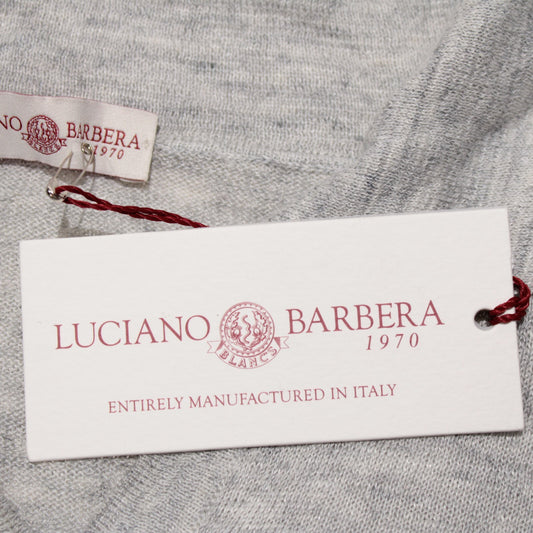 NO BARBERA
1970
LUCIANO BARBERA
1970
BLANCS
ENTIRELY MANUFACTURED IN ITALY